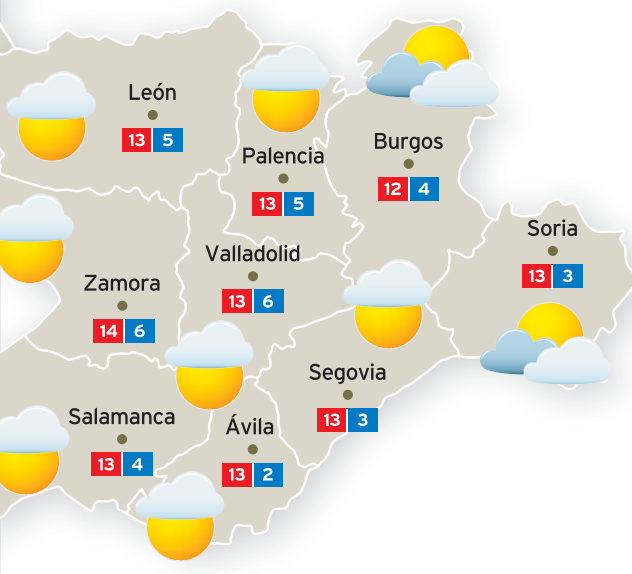 León
13 5
Palencia
13 5
Burgos
12 4
Soria
13 3
Valladolid
13 6
Zamora
14 6
Segovia
13 3
Salamanca
13 4
Ávila
13 2